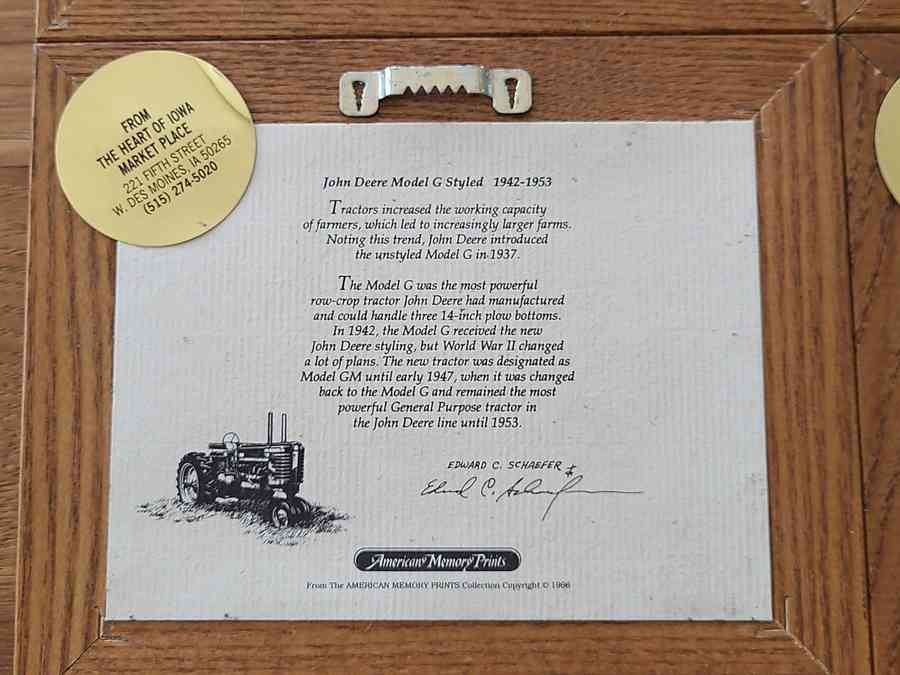 FROM
THE HEART OF IOWA
MARKET PLACE
221 FIFTH STREET
W. DES MOINES, IA 50265
(515) 274-5020
John Deere Model G Styled 1942-1953
Tractors increased the working capacity
of farmers, which led to increasingly larger farms.
Noting this trend, John Deere introduced
the unstyled Model G in 1937.
The Model G was the most powerful
row-crop tractor John Deere had manufactured
and could handle three 14-inch plow bottoms.
In 1942, the Model G received the new
John Deere styling, but World War II changed
a lot of plans. The new tractor was designated as
Model GM until early 1947, when it was changed
back to the Model G and remained the most
powerful General Purpose tractor in
the John Deere line until 1953.
EDWARD C. SCHAEFER
Edward C. Schaefer
American Memory Prints
From The AMERICAN MEMORY PRINTS Collection Copyright © 1996